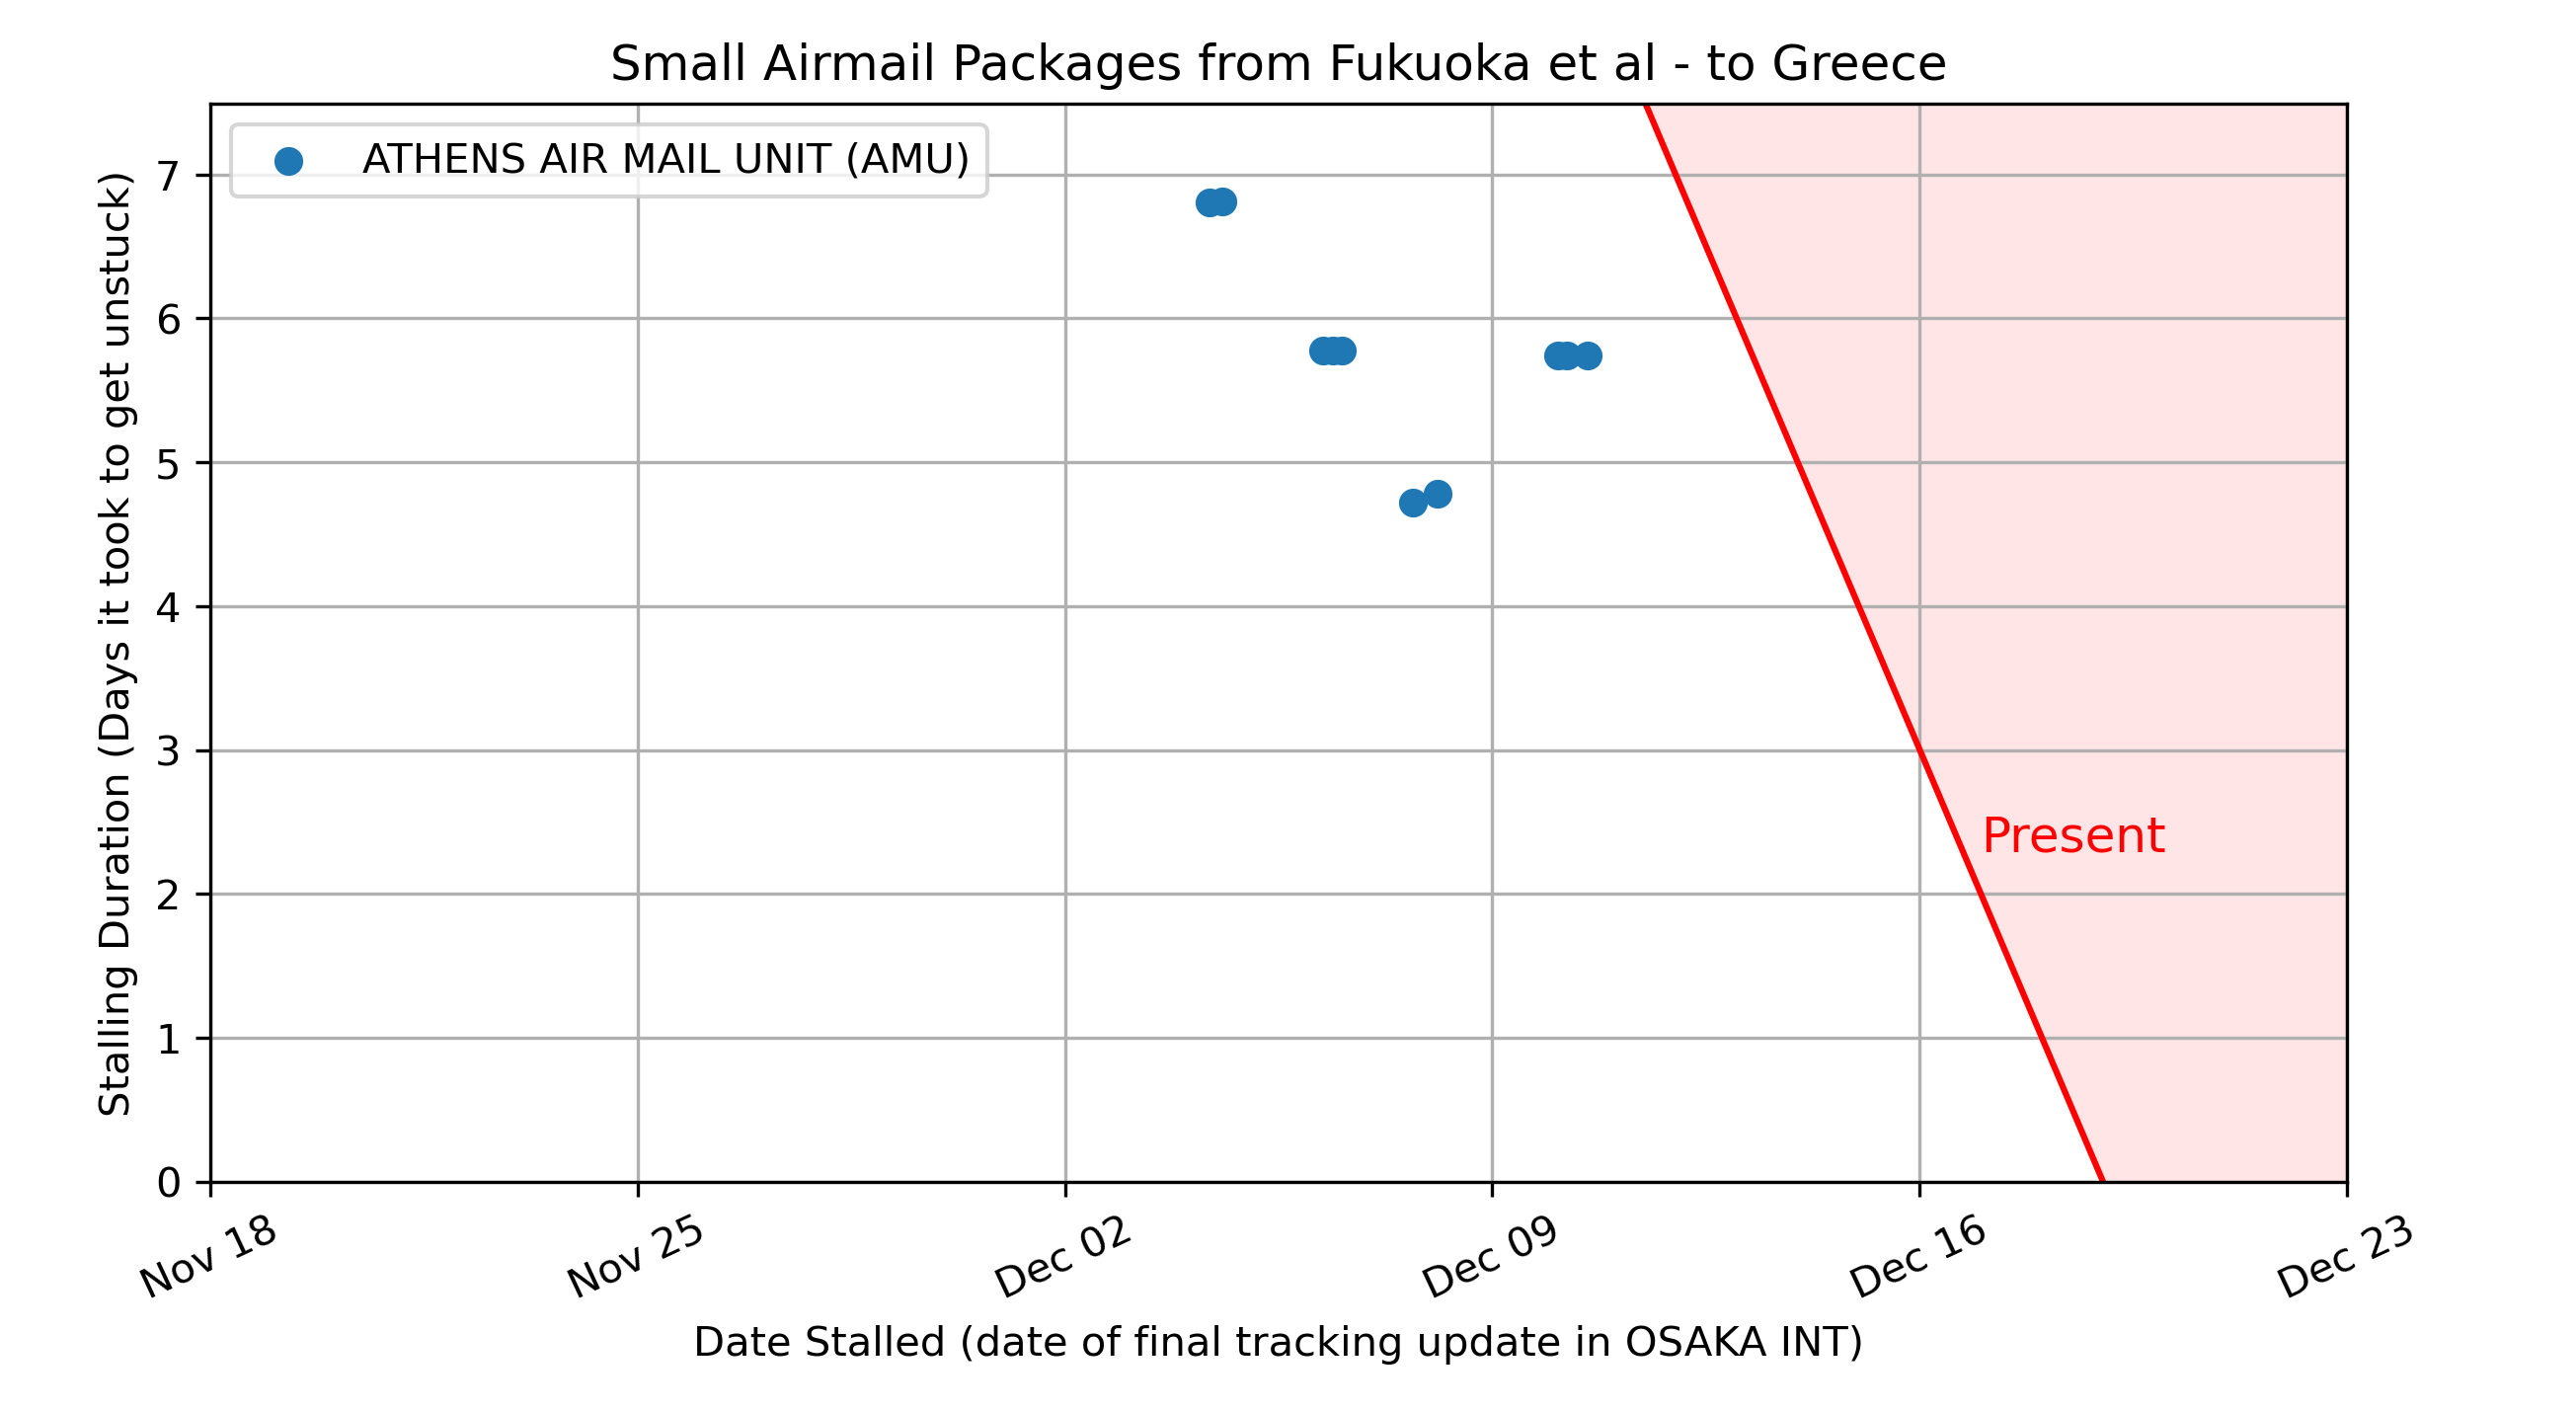 Small Airmail Packages from Fukuoka et al - to Greece
ATHENS AIR MAIL UNIT (AMU)
Stalling Duration (Days it took to get unstuck)
7
6
5
4
3
2
1
0
Present
Nov 18
Nov 25
Dec 02
Dec 09
Dec 16
Dec 23
Date Stalled (date of final tracking update in OSAKA INT)